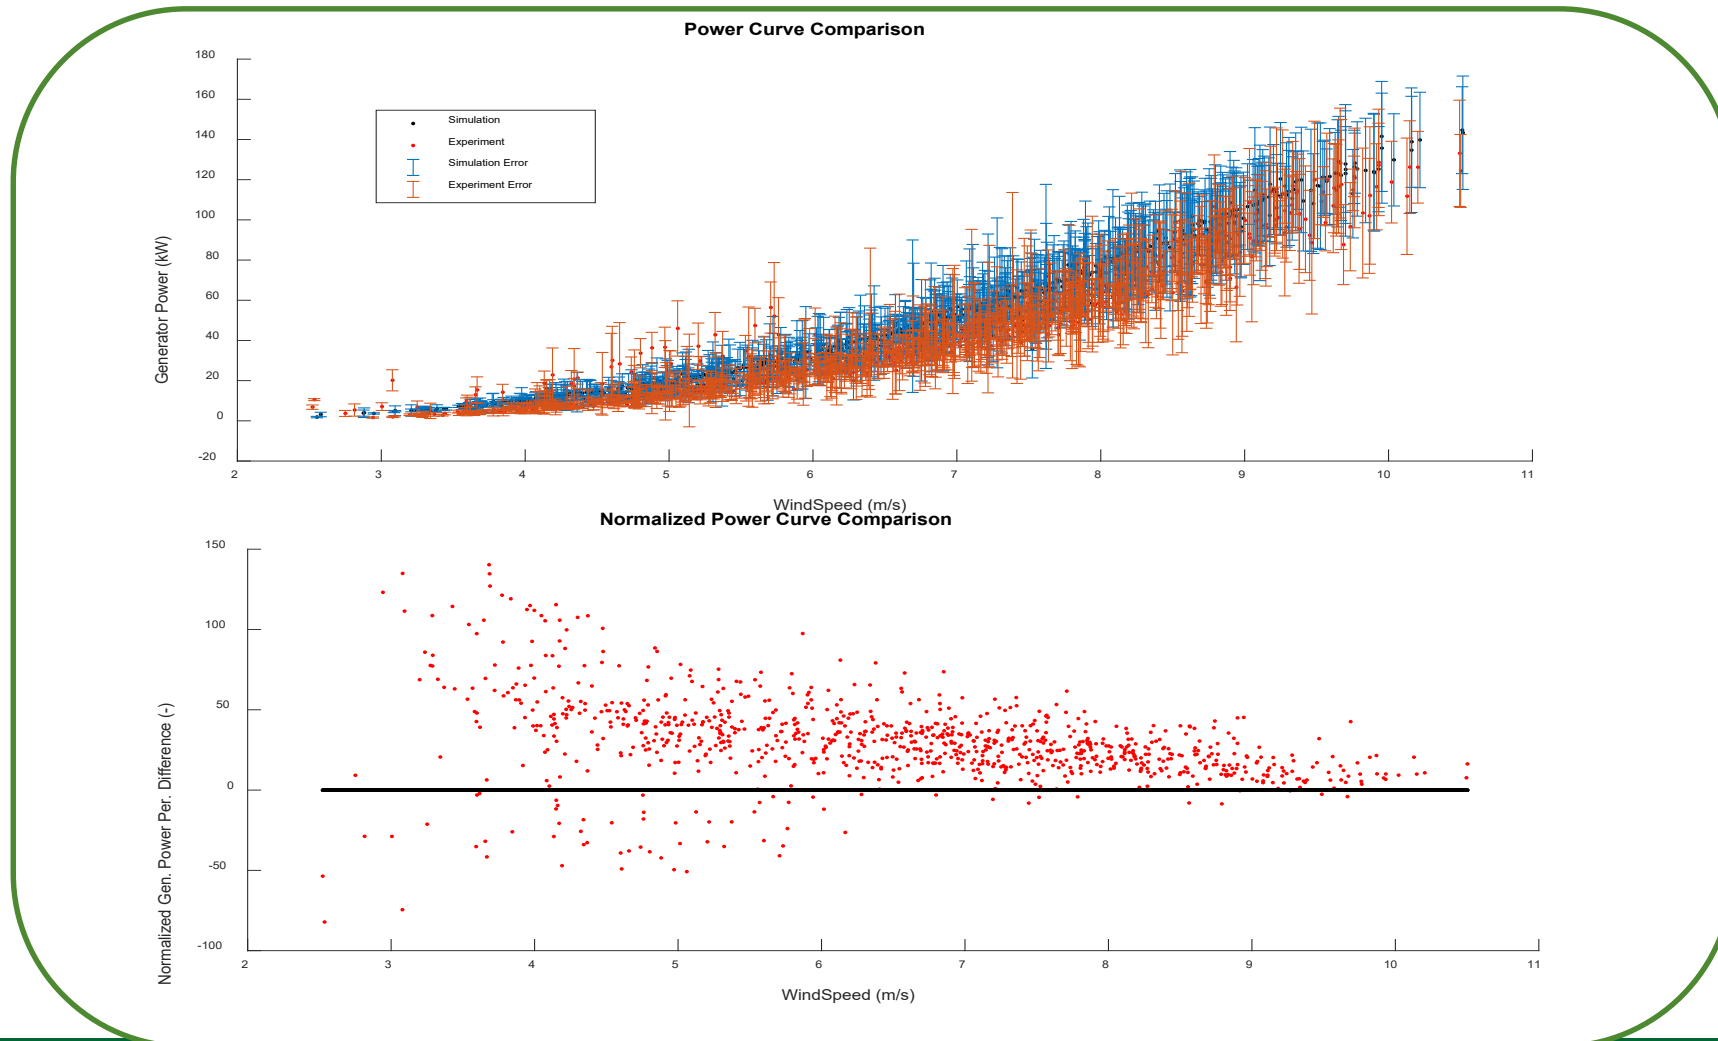 Power Curve Comparison
180
160
140
120
100
80
60
40
20
0
-20
Generator Power (kW)
Simulation
Experiment
Simulation Error
Experiment Error
2 3 4 5 6 7 8 9 10 11
WindSpeed (m/s)
Normalized Power Curve Comparison
150
100
50
0
-50
-100
Normalized Gen. Power Per. Difference (-)
2 3 4 5 6 7 8 9 10 11
WindSpeed (m/s)